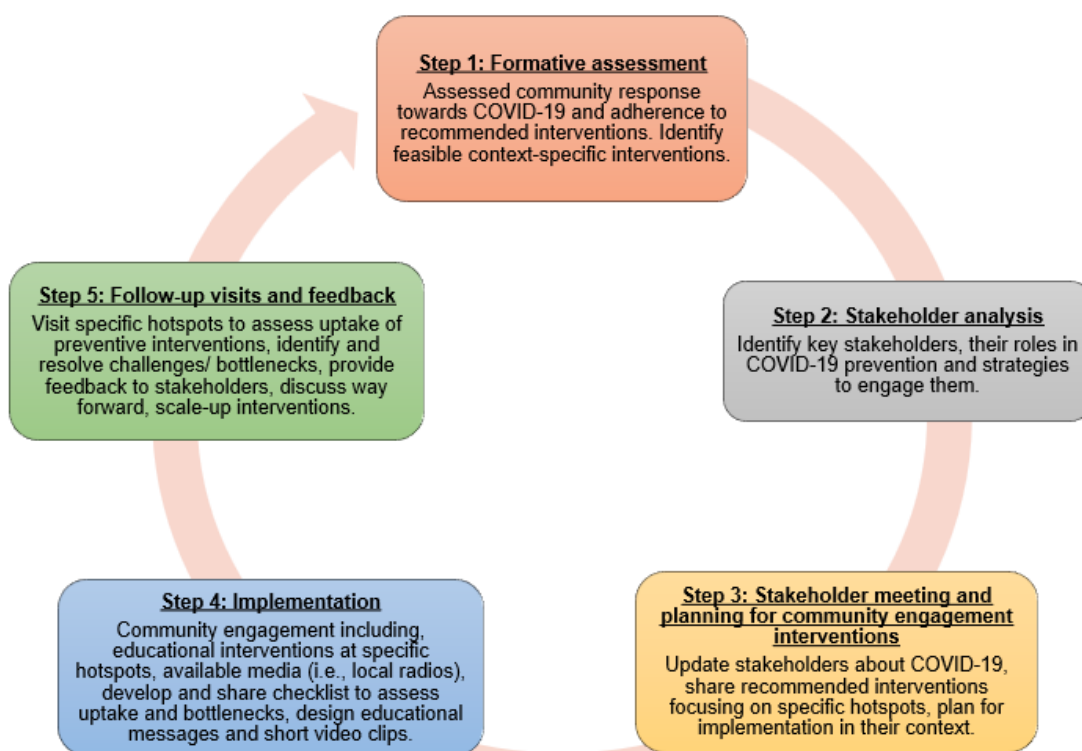 Step 1: Formative assessment
Assessed community response
towards COVID-19 and adherence to
recommended interventions. Identify
feasible context-specific interventions.
Step 2: Stakeholder analysis
Identify key stakeholders, their roles in
COVID-19 prevention and strategies
to engage them.
Step 3: Stakeholder meeting and
planning for community engagement
interventions
Update stakeholders about COVID-19,
share recommended interventions
focusing on specific hotspots, plan for
implementation in their context.
Step 4: Implementation
Community engagement including,
educational interventions at specific
hotspots, available media (i.e., local radios),
develop and share checklist to assess
uptake and bottlenecks, design educational
messages and short video clips.
Step 5: Follow-up visits and feedback
Visit specific hotspots to assess uptake of
preventive interventions, identify and
resolve challenges/ bottlenecks, provide
feedback to stakeholders, discuss way
forward, scale-up interventions.